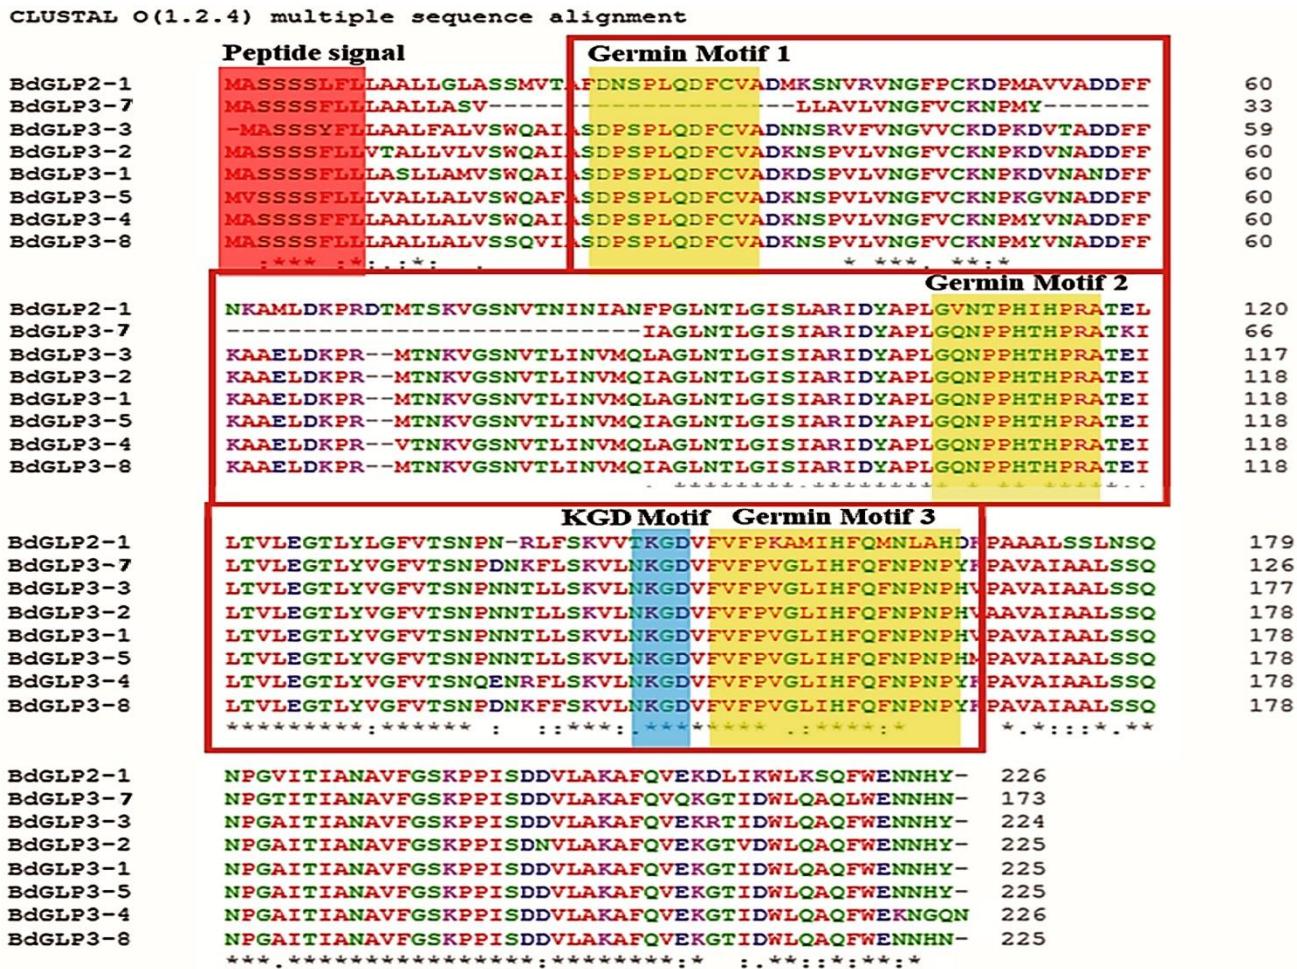 CLUSTAL O(1.2.4) multiple sequence alignment
Peptide signal Germin Motif 1
BdGLP2-1 MASSSSLFLLAALLGLASSMVTAFDNSPLQDFCVADMKSNVRVNGFPCKDPMAVVADDFF 60
BdGLP3-7 MASSSSFLLLAALLASV------------------------LLAVLVNGFVCKNPMY------- 33
BdGLP3-3 -MASSSYFLLAALFALVSWQAIASDPSPLQDFCVADNNSRVFVNGVVCKDPKDVTADDFF 59
BdGLP3-2 MASSSSFLLVTALLVLVSWQAIASDPSPLQDFCVADKNSPVLVNGFVCKNPKDVNADDFF 60
BdGLP3-1 MASSSSFLLLASLLAMVSWQAIASDPSPLQDFCVADKDSPVLVNGFVCKNPKDVNANDFF 60
BdGLP3-5 MVSSSSFLLLVALLALVSWQAFASDPSPLQDFCVADKNSPVLVNGFVCKNPKGVNADDFF 60
BdGLP3-4 MASSSSFFLLAALLALVSWQAIASDPSPLQDFCVADKNSPVLVNGFVCKNPMYVNADDFF 60
BdGLP3-8 MASSSSFLLLAALLALVSSQVIASDPSPLQDFCVADKNSPVLVNGFVCKNPMYVNADDFF 60
:*** :*:.:*: . * ***. **:*
Germin Motif 2
BdGLP2-1 NKAMLDKPRDTMTSKVGSNVTNINIANFPGLNTLGISLARIDYAPLGVNTPHIHPRATEL 120
BdGLP3-7 ----------------------------IAGLNTLGISIARIDYAPLGQNPPHTHPRATKI 66
BdGLP3-3 KAAELDKPR--MTNKVGSNVTLINVMQLAGLNTLGISIARIDYAPLGQNPPHTHPRATEI 117
BdGLP3-2 KAAELDKPR--MTNKVGSNVTLINVMQIAGLNTLGISIARIDYAPLGQNPPHTHPRATEI 118
BdGLP3-1 KAAELDKPR--MTNKVGSNVTLINVMQIAGLNTLGISIARIDYAPLGQNPPHTHPRATEI 118
BdGLP3-5 KAAELDKPR--MTNKVGSNVTLINVMQIAGLNTLGISIARIDYAPLGQNPPHTHPRATEI 118
BdGLP3-4 KAAELDKPR--VTNKVGSNVTLINVMQLAGLNTLGISIARIDYAPLGQNPPHTHPRATEI 118
BdGLP3-8 KAAELDKPR--MTNKVGSNVTLINVMQIAGLNTLGISIARIDYAPLGQNPPHTHPRATEI 118
KGD Motif Germin Motif 3
BdGLP2-1 LTVLEGTLYLGFVTSNPN-RLFSKVVTKGDVFVFPKAMIHFQMNLAHDKPAAALSSLNSQ 179
BdGLP3-7 LTVLEGTLYVGFVTSNPDNKFLSKVLNKGDVFVFPVGLIHFQFNPNPYKPAVAIAALSSQ 126
BdGLP3-3 LTVLEGTLYVGFVTSNPNNTLLSKVLNKGDVFVFPVGLIHFQFNPNPHVPAVAIAALSSQ 177
BdGLP3-2 LTVLEGTLYVGFVTSNPNNTLLSKVLNKGDVFVFPVGLIHFQFNPNPHVPAVAIAALSSQ 178
BdGLP3-1 LTVLEGTLYVGFVTSNPNNTLLSKVLNKGDVFVFPVGLIHFQFNPNPHVPAVAIAALSSQ 178
BdGLP3-5 LTVLEGTLYVGFVTSNPNNTLLSKVLNKGDVFVFPVGLIHFQFNPNPHMPAVAIAALSSQ 178
BdGLP3-4 LTVLEGTLYVGFVTSNQENRFLSKVLNKGDVFVFPVGLIHFQFNPNPYKPAVAIAALSSQ 178
BdGLP3-8 LTVLEGTLYVGFVTSNPDNKFFSKVLNKGDVFVFPVGLIHFQFNPNPYKPAVAIAALSSQ 178
*********:****** : ::***:.******** .:****:* **.*:::*.**
BdGLP2-1 NPGVITIANAVFGSKPPISDDVLAKAFQVEKDLIKWLKSQFWENNHY- 226
BdGLP3-7 NPGTITIANAVFGSKPPISDDVLAKAFQVQKGTIDWLQAQLWENNHN- 173
BdGLP3-3 NPGAITIANAVFGSKPPISDDVLAKAFQVEKRTIDWLQAQFWENNHY- 224
BdGLP3-2 NPGAITIANAVFGSKPPISDNVLAKAFQVEKGTVDWLQAQFWENNHY- 225
BdGLP3-1 NPGAITIANAVFGSKPPISDDVLAKAFQVEKGTIDWLQAQFWENNHY- 225
BdGLP3-5 NPGAITIANAVFGSKPPISDDVLAKAFQVEKGTIDWLQAQFWENNHY- 225
BdGLP3-4 NPGAITIANAVFGSKPPISDDVLAKAFQVEKGTIDWLQAQFWEKNGQN 226
BdGLP3-8 NPGAITIANAVFGSKPPISDDVLAKAFQVEKGTIDWLQAQFWENNHN- 225
***.****************:********:* :.**::*:**:*